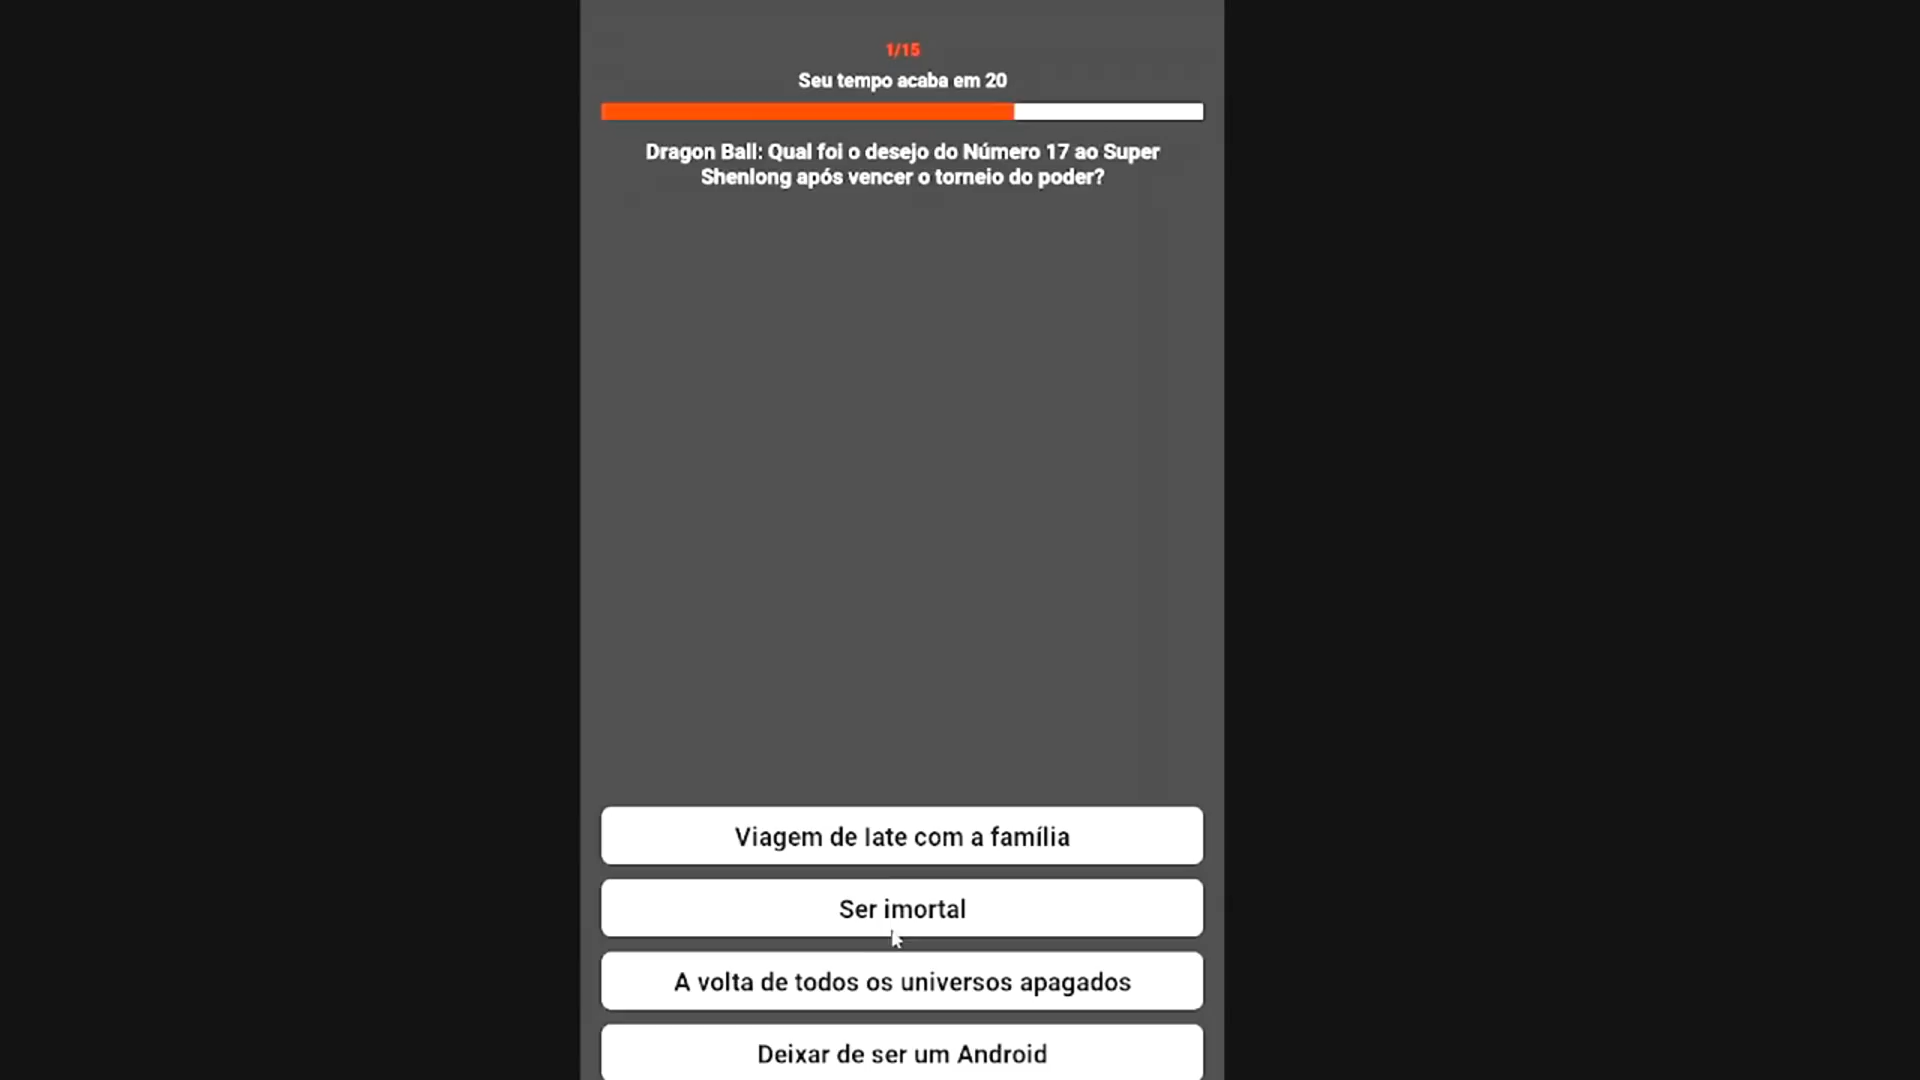 1/15
Seu tempo acaba em 20
Dragon Ball: Qual foi o desejo do Número 17 ao Super
Shenlong após vencer o torneio do poder?
Viagem de Iate com a família
Ser imortal
A volta de todos os universos apagados
Deixar de ser um Android